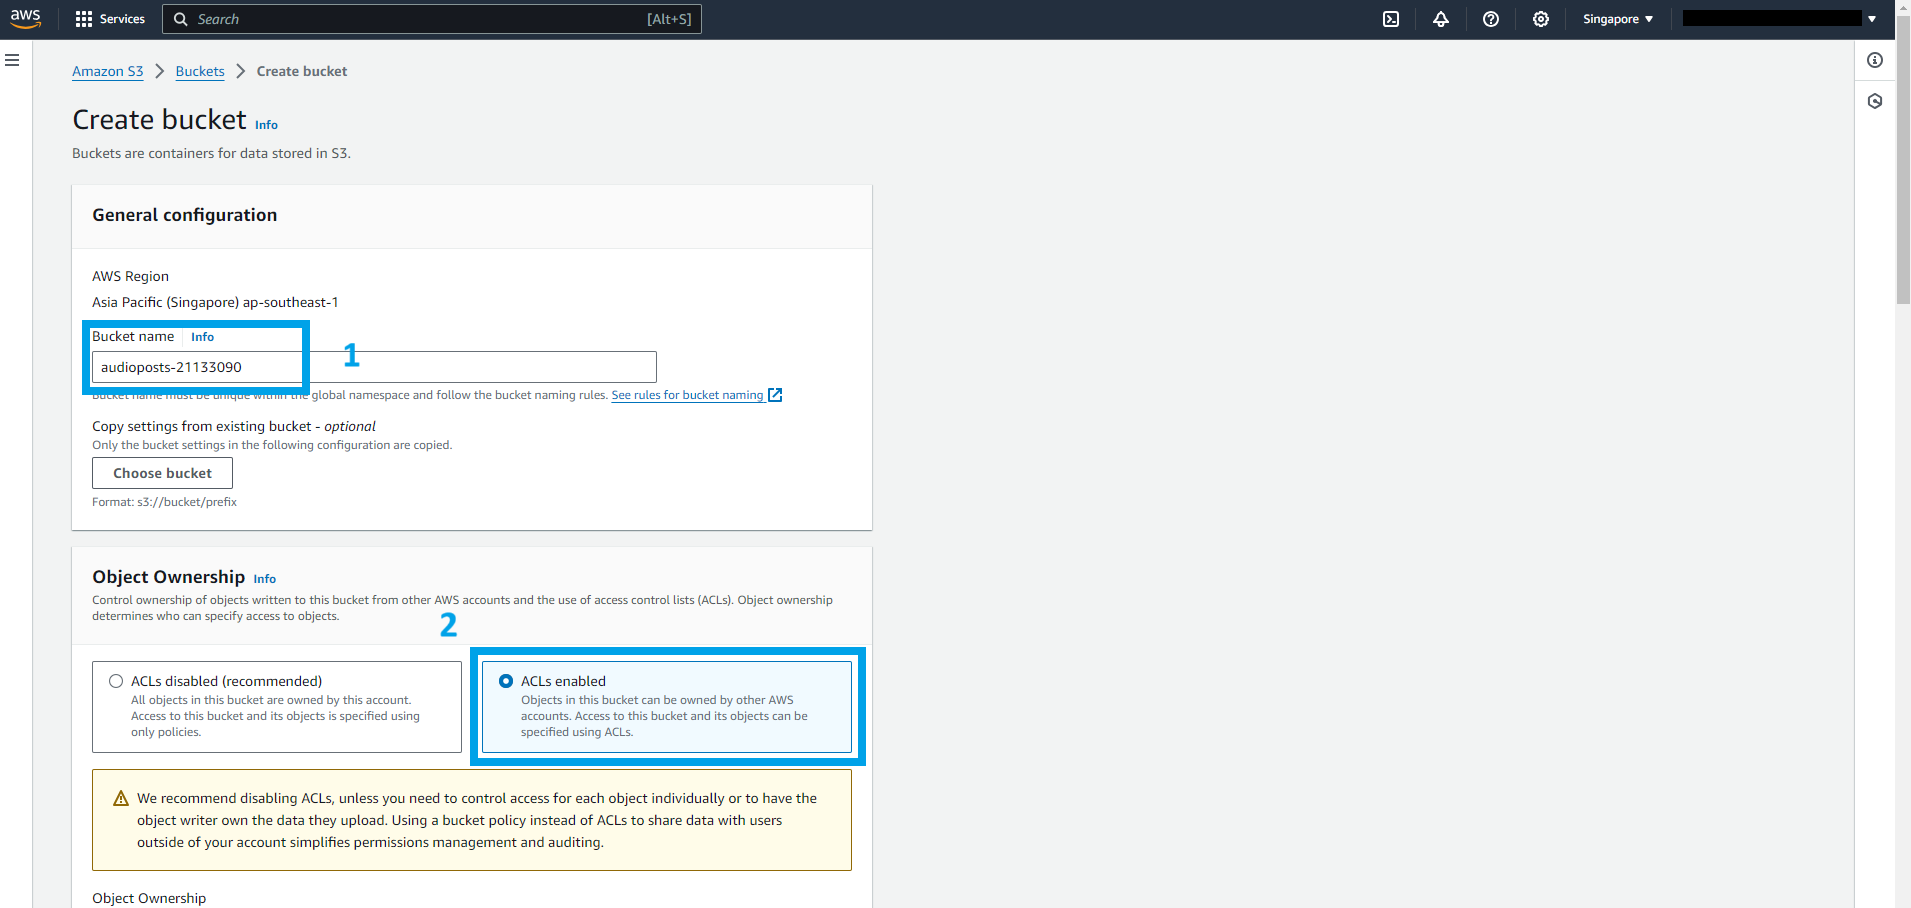 aws Services Search [Alt+S] Singapore
Amazon S3 > Buckets > Create bucket
Create bucket Info
Buckets are containers for data stored in S3.
General configuration
AWS Region
Asia Pacific (Singapore) ap-southeast-1
Bucket name Info
1
audioposts-21133090
Bucket name must be unique within the global namespace and follow the bucket naming rules. See rules for bucket naming
Copy settings from existing bucket - optional
Only the bucket settings in the following configuration are copied.
Choose bucket
Format: s3://bucket/prefix
Object Ownership Info
Control ownership of objects written to this bucket from other AWS accounts and the use of access control lists (ACLs). Object ownership
determines who can specify access to objects.
2
ACLs disabled (recommended)
All objects in this bucket are owned by this account.
Access to this bucket and its objects is specified using
only policies.
ACLs enabled
Objects in this bucket can be owned by other AWS
accounts. Access to this bucket and its objects can be
specified using ACLs.
We recommend disabling ACLs, unless you need to control access for each object individually or to have the
object writer own the data they upload. Using a bucket policy instead of ACLs to share data with users
outside of your account simplifies permissions management and auditing.
Object Ownership